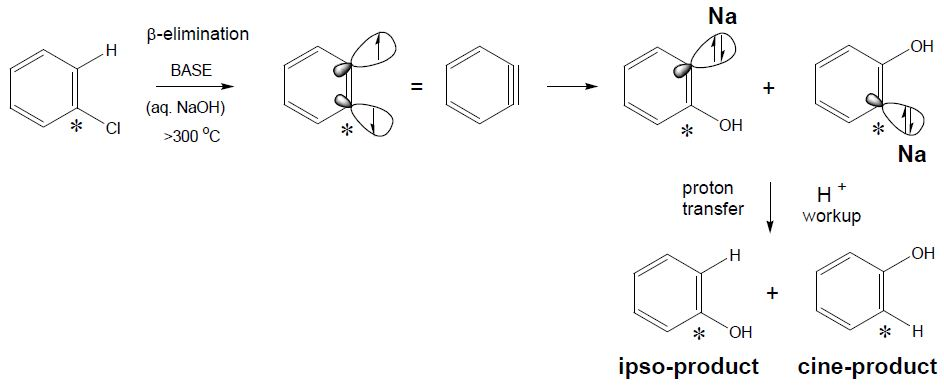 H
Cl
*
β-elimination
BASE
(aq. NaOH)
>300 °C
*
=
Na
*
OH
+
OH
*
Na
proton
transfer
H +
workup
H
*
OH
+
OH
*
H
ipso-product
cine-product